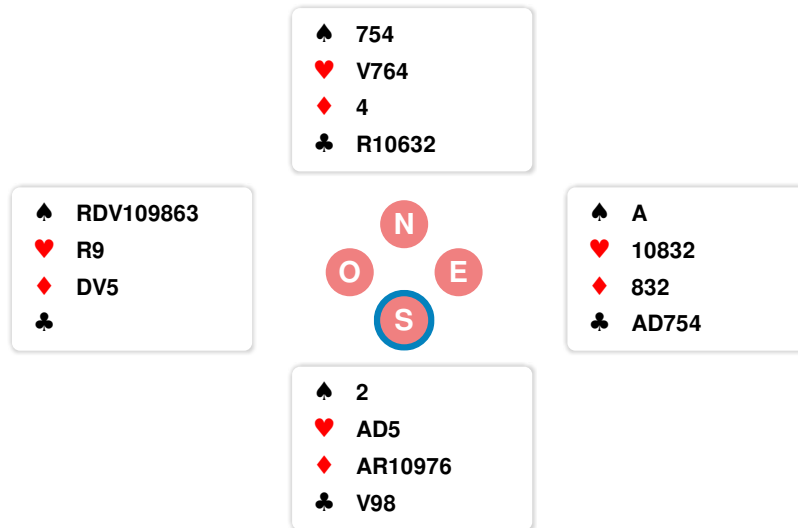 ♠ 754
♥ V764
♦ 4
♣ R10632
♠ RDV109863
♥ R9
♦ DV5
♣
N
O E
S
♠ A
♥ 10832
♦ 832
♣ AD754
♠ 2
♥ AD5
♦ AR10976
♣ V98